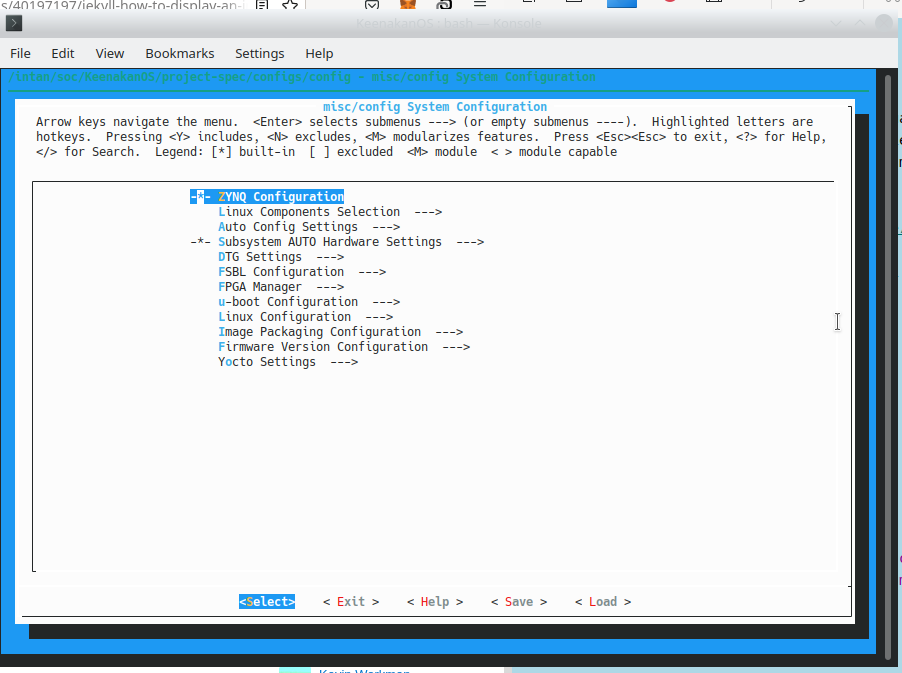 s/40197197/jekyll-how-to-display-an-
KeenakanOS : bash — Konsole
File Edit View Bookmarks Settings Help
/intan/soc/KeenakanOS/project-spec/configs/config - misc/config System Configuration
misc/config System Configuration
Arrow keys navigate the menu. <Enter> selects submenus ---> (or empty submenus ----). Highlighted letters are
hotkeys. Pressing <Y> includes, <N> excludes, <M> modularizes features. Press <Esc><Esc> to exit, <?> for Help,
</> for Search. Legend: [*] built-in [ ] excluded <M> module < > module capable
-*- ZYNQ Configuration
Linux Components Selection --->
Auto Config Settings --->
-*- Subsystem AUTO Hardware Settings --->
DTG Settings --->
FSBL Configuration --->
FPGA Manager --->
u-boot Configuration --->
Linux Configuration --->
Image Packaging Configuration --->
Firmware Version Configuration --->
Yocto Settings --->
<Select> < Exit > < Help > < Save > < Load >
Kevin Workman